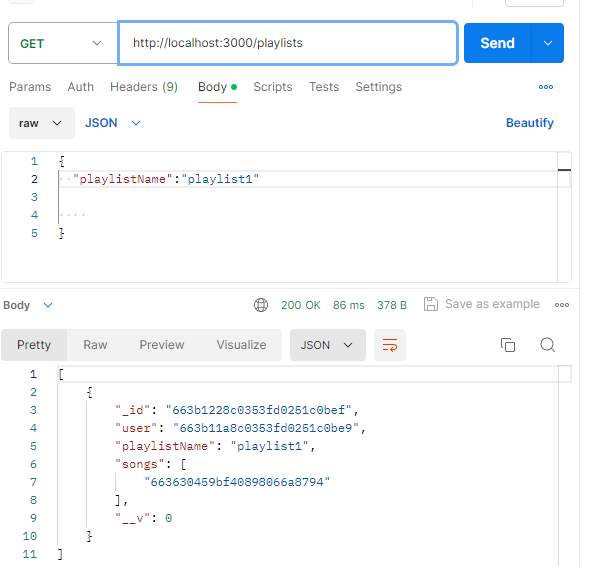 GET http://localhost:3000/playlists Send
Params Auth Headers (9) Body Scripts Tests Settings
raw JSON Beautify
1 {
2 "playlistName":"playlist1"
3
4
5 }
Body 200 OK 86 ms 378 B Save as example
Pretty Raw Preview Visualize JSON
1 [
2 {
3 "_id": "663b1228c0353fd0251c0bef",
4 "user": "663b11a8c0353fd0251c0be9",
5 "playlistName": "playlist1",
6 "songs": [
7 "663630459bf40898066a8794"
8 ],
9 "__v": 0
10 }
11 ]